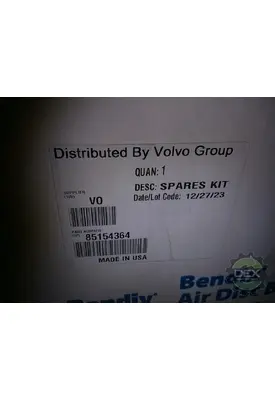 Distributed By Volvo Group
QUAN: 1
DESC: SPARES KIT
Date/Lot Code: 12/27/23
VO
85154364
MADE IN USA
Bendix
Air Disc B
DEX